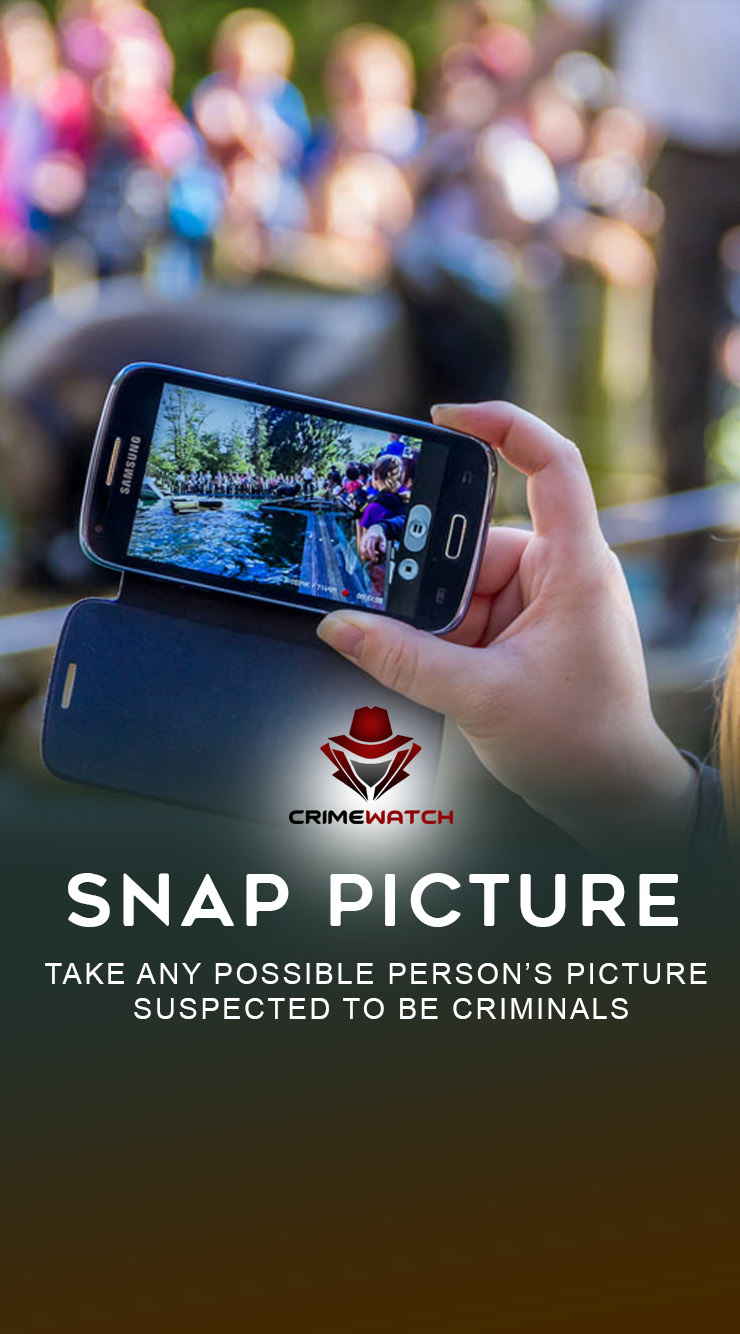 SAMSUNG
CRIMEWATCH
SNAP PICTURE
TAKE ANY POSSIBLE PERSON’S PICTURE
SUSPECTED TO BE CRIMINALS